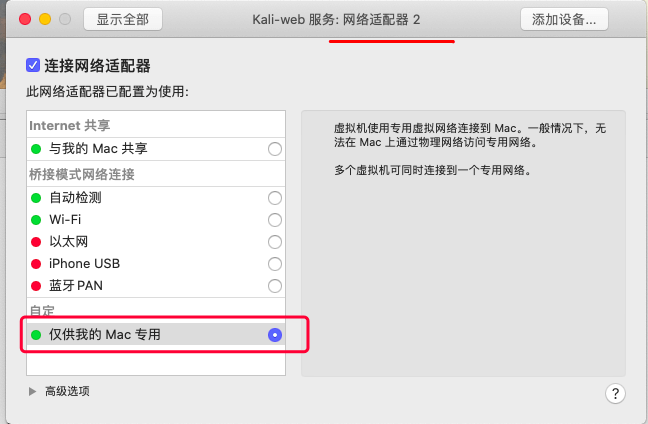 显示全部
Kali-web 服务: 网络适配器 2
添加设备...
连接网络适配器
此网络适配器已配置为使用:
Internet 共享
与我的 Mac 共享
桥接模式网络连接
自动检测
Wi-Fi
以太网
iPhone USB
蓝牙 PAN
自定
仅供我的 Mac 专用
虚拟机使用专用虚拟网络连接到 Mac。一般情况下，无
法在 Mac 上通过物理网络访问专用网络。
多个虚拟机可同时连接到一个专用网络。
高级选项
?